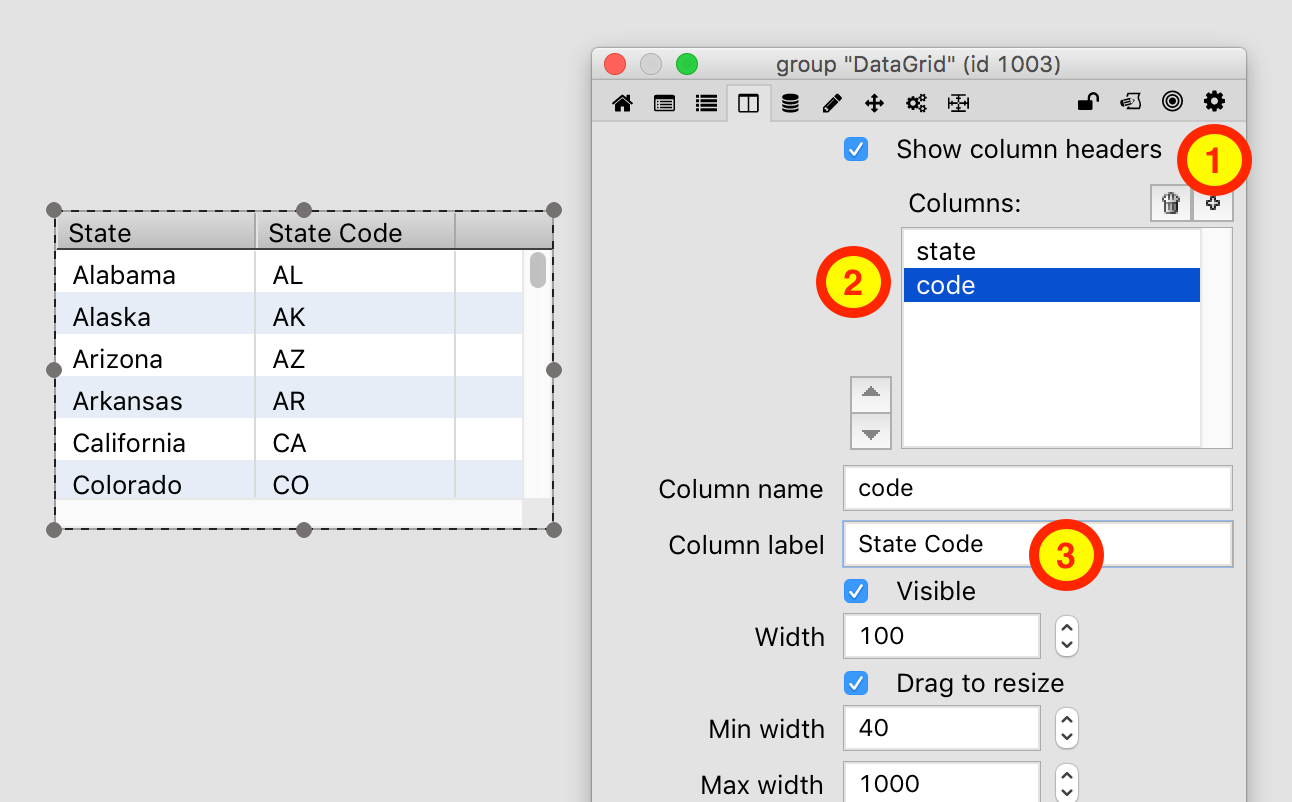 group "DataGrid" (id 1003)
Show column headers
1
Columns:
State State Code
Alabama AL
Alaska AK
Arizona AZ
Arkansas AR
California CA
Colorado CO
state
2
code
Column name code
Column label State Code
3
Visible
Width 100
Drag to resize
Min width 40
Max width 1000